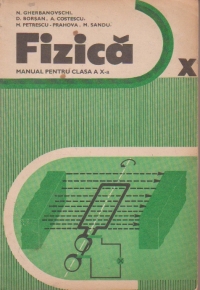 N. GHERBANOVSCHI,
D. BORSAN, A. COSTESCU,
M. PETRESCU-PRAHOVA, M. SANDU
Fizică
MANUAL PENTRU CLASA A X-a
X